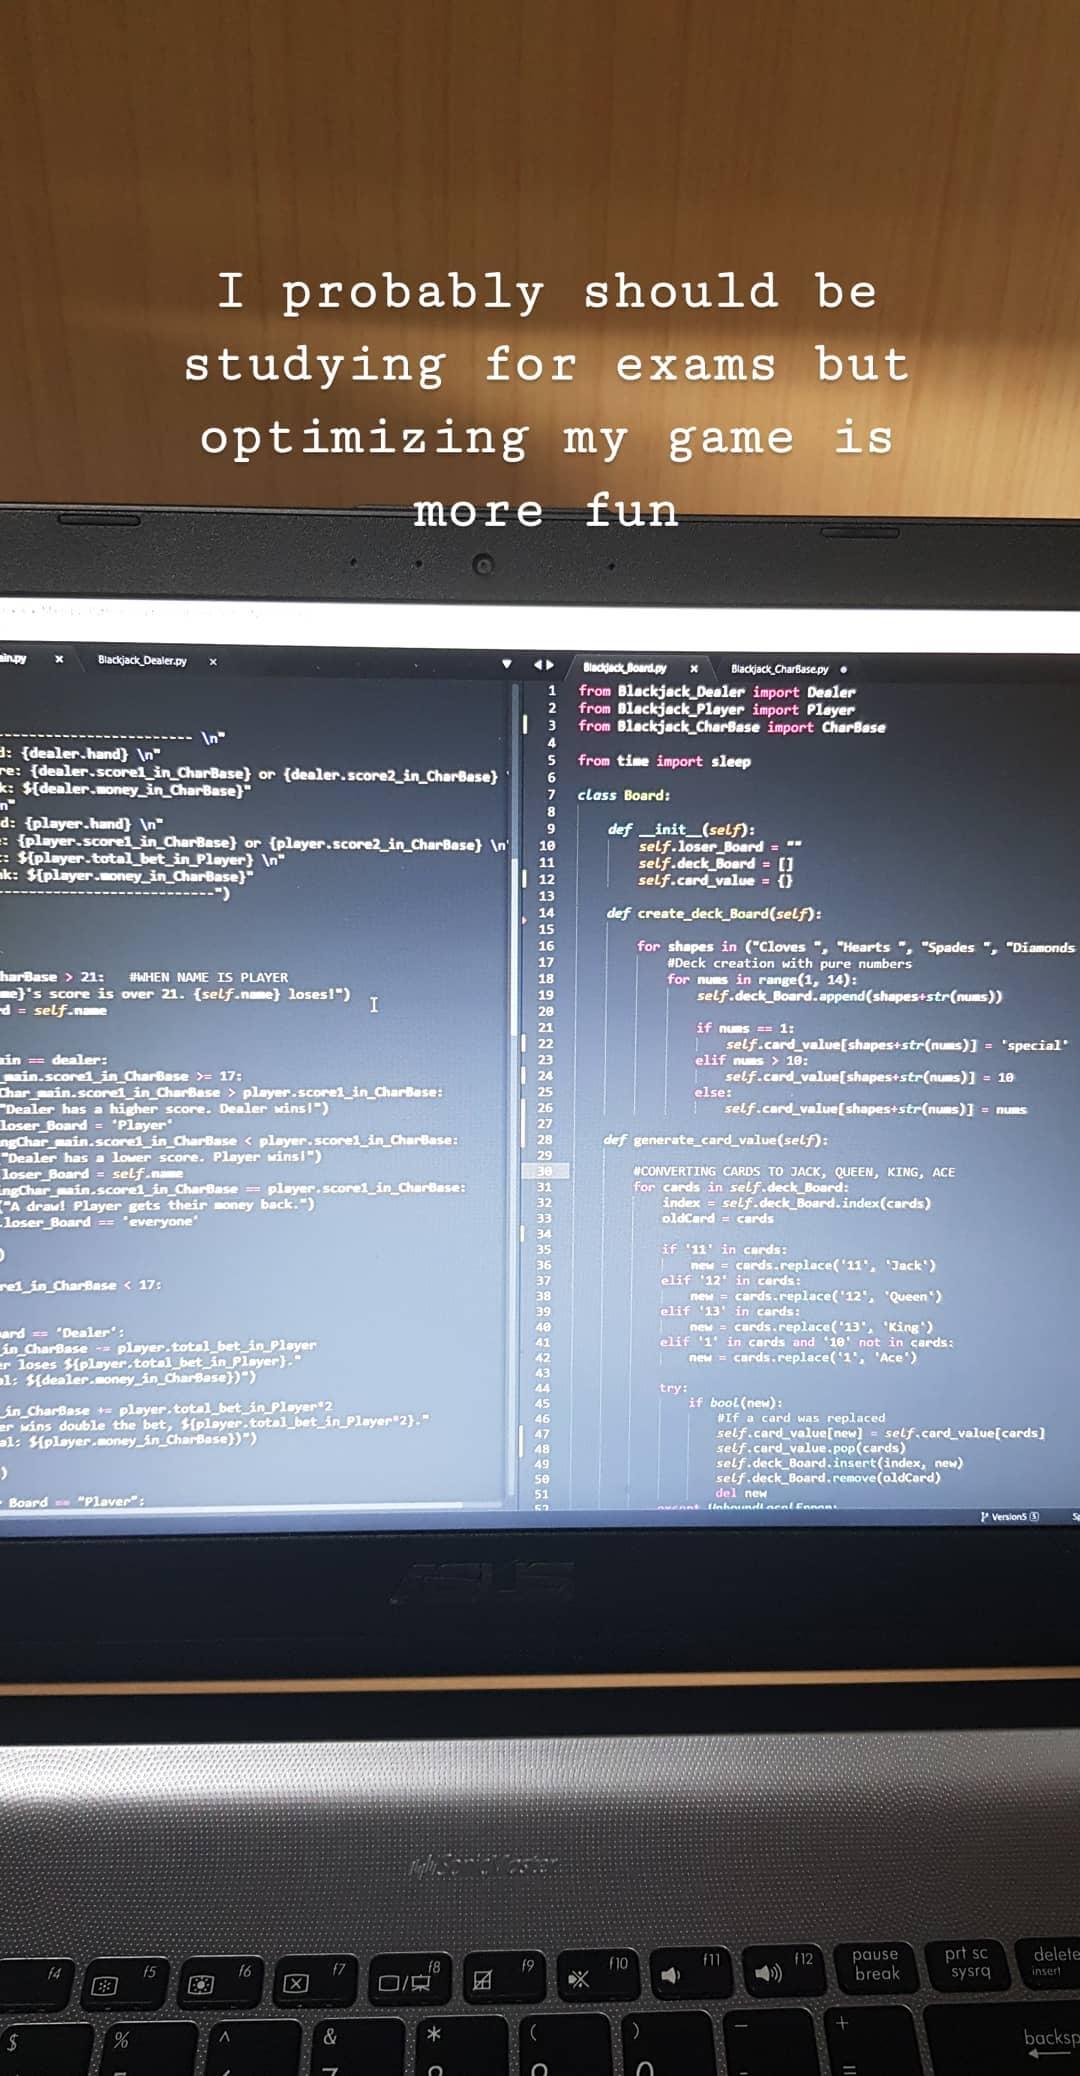 I probably should be
studying for exams but
optimizing my game is
more fun
ain.py × Blackjack_Dealer.py ×
-------------------------- \n"
d: {dealer.hand} \n"
re: {dealer.score1_in_CharBase} or {dealer.score2_in_CharBase}
k: ${dealer.money_in_CharBase}"
n"
d: {player.hand} \n"
: {player.score1_in_CharBase} or {player.score2_in_CharBase} \n"
: ${player.total_bet_in_Player} \n"
nk: ${player.money_in_CharBase}"
-----------------------------")
harBase > 21: #WHEN NAME IS PLAYER
me}'s score is over 21. {self.name} loses!")
d = self.name
ain == dealer:
_main.score1_in_CharBase >= 17:
Char_main.score1_in_CharBase > player.score1_in_CharBase:
"Dealer has a higher score. Dealer wins!")
loser_Board = 'Player'
ngChar_main.score1_in_CharBase < player.score1_in_CharBase:
"Dealer has a lower score. Player wins!")
loser_Board = self.name
ingChar_main.score1_in_CharBase == player.score1_in_CharBase:
("A draw! Player gets their money back.")
.loser_Board == 'everyone'
)
re1_in_CharBase < 17:
ard == 'Dealer':
_in_CharBase -= player.total_bet_in_Player
er loses ${player.total_bet_in_Player}."
al: ${dealer.money_in_CharBase})")
_in_CharBase += player.total_bet_in_Player*2
er wins double the bet, ${player.total_bet_in_Player*2}."
al: ${player.money_in_CharBase})")
)
_Board == "Player":
Blackjack_Board.py × Blackjack_CharBase.py
1 from Blackjack_Dealer import Dealer
2 from Blackjack_Player import Player
3 from Blackjack_CharBase import CharBase
4
5 from time import sleep
6
7 class Board:
8
9 def __init__(self):
10 self.loser_Board = ""
11 self.deck_Board = []
12 self.card_value = {}
13
14 def create_deck_Board(self):
15
16 for shapes in ("Cloves ", "Hearts ", "Spades ", "Diamonds
17 #Deck creation with pure numbers
18 for nums in range(1, 14):
19 self.deck_Board.append(shapes+str(nums))
20
21 if nums == 1:
22 self.card_value[shapes+str(nums)] = 'special'
23 elif nums > 10:
24 self.card_value[shapes+str(nums)] = 10
25 else:
26 self.card_value[shapes+str(nums)] = nums
27
28 def generate_card_value(self):
29
30 #CONVERTING CARDS TO JACK, QUEEN, KING, ACE
31 for cards in self.deck_Board:
32 index = self.deck_Board.index(cards)
33 oldCard = cards
34
35 if '11' in cards:
36 new = cards.replace('11', 'Jack')
37 elif '12' in cards:
38 new = cards.replace('12', 'Queen')
39 elif '13' in cards:
40 new = cards.replace('13', 'King')
41 elif '1' in cards and '10' not in cards:
42 new = cards.replace('1', 'Ace')
43
44 try:
45 if bool(new):
46 #If a card was replaced
47 self.card_value[new] = self.card_value[cards]
48 self.card_value.pop(cards)
49 self.deck_Board.insert(index, new)
50 self.deck_Board.remove(oldCard)
51 del new
52 except UnboundLocalError:
Version5 5
ASUS
SonicMaster
f4 f5 f6 f7 f8 f9 f10 f11 f12 pause break prt sc sysrq delete insert
$ % ^ & * ( ) — + backsp
7 8 9 0 =